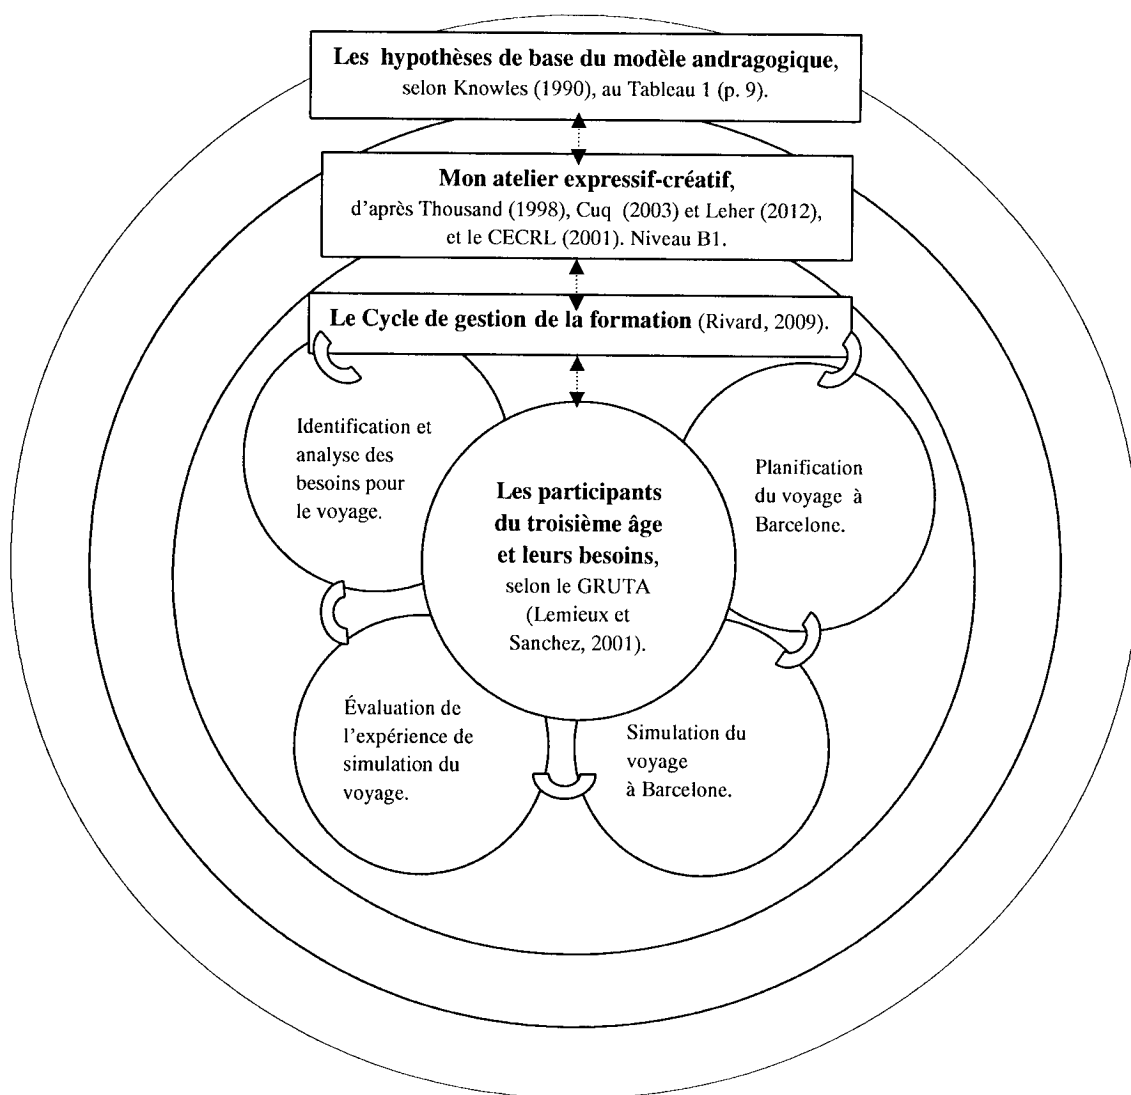 Les hypothèses de base du modèle andragogique,
selon Knowles (1990), au Tableau 1 (p. 9).
Mon atelier expressif-créatif,
d'après Thousand (1998), Cuq (2003) et Leher (2012),
et le CECRL (2001). Niveau B1.
Le Cycle de gestion de la formation (Rivard, 2009).
Identification et
analyse des
besoins pour
le voyage.
Les participants
du troisième âge
et leurs besoins,
selon le GRUTA
(Lemieux et
Sanchez, 2001).
Planification
du voyage à
Barcelone.
Évaluation de
l'expérience de
simulation du
voyage.
Simulation du
voyage
à Barcelone.